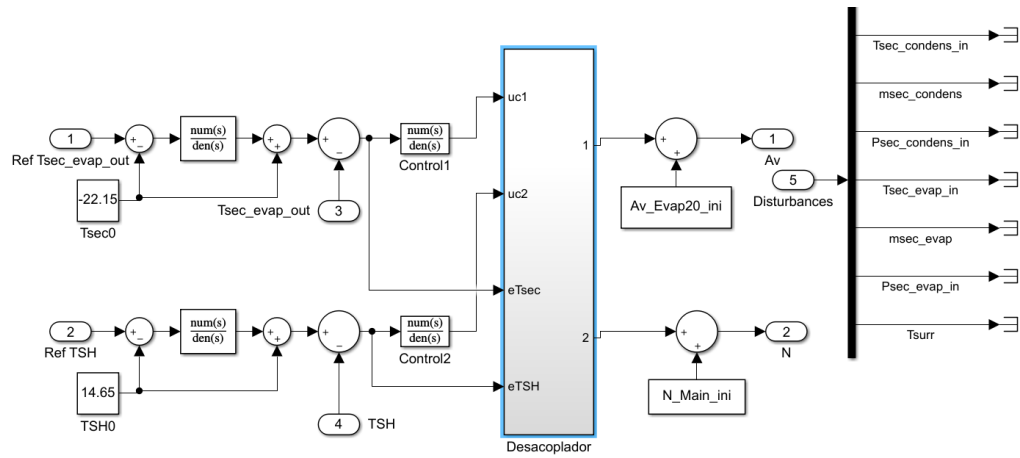 1
Ref Tsec_evap_out
+
−
num(s)
den(s)
+
+
+
−
num(s)
den(s)
Control1
-22.15
Tsec0
Tsec_evap_out
3
2
Ref TSH
+
−
num(s)
den(s)
+
+
+
−
num(s)
den(s)
Control2
14.65
TSH0
4
TSH
uc1
uc2
eTsec
eTSH
1
2
Desacoplador
+
+
1
Av
Av_Evap20_ini
+
+
2
N
N_Main_ini
5
Disturbances
Tsec_condens_in
msec_condens
Psec_condens_in
Tsec_evap_in
msec_evap
Psec_evap_in
Tsurr